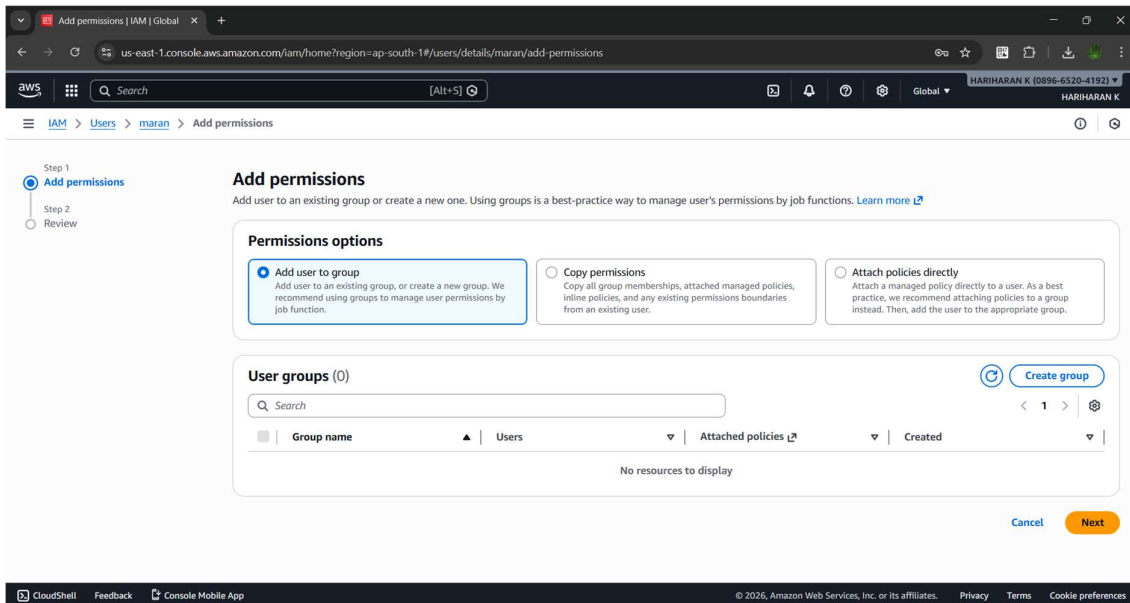 Add permissions | IAM | Global
us-east-1.console.aws.amazon.com/iam/home?region=ap-south-1#/users/details/maran/add-permissions
aws
Search
[Alt+S]
Global
HARIHARAN K (0896-6520-4192)
HARIHARAN K
IAM > Users > maran > Add permissions
Step 1
Add permissions
Step 2
Review
Add permissions
Add user to an existing group or create a new one. Using groups is a best-practice way to manage user's permissions by job functions. Learn more
Permissions options
Add user to group
Add user to an existing group, or create a new group. We
recommend using groups to manage user permissions by
job function.
Copy permissions
Copy all group memberships, attached managed policies,
inline policies, and any existing permissions boundaries
from an existing user.
Attach policies directly
Attach a managed policy directly to a user. As a best
practice, we recommend attaching policies to a group
instead. Then, add the user to the appropriate group.
User groups (0)
Create group
Search
1
Group name
Users
Attached policies
Created
No resources to display
Cancel
Next
CloudShell
Feedback
Console Mobile App
© 2026, Amazon Web Services, Inc. or its affiliates.
Privacy
Terms
Cookie preferences